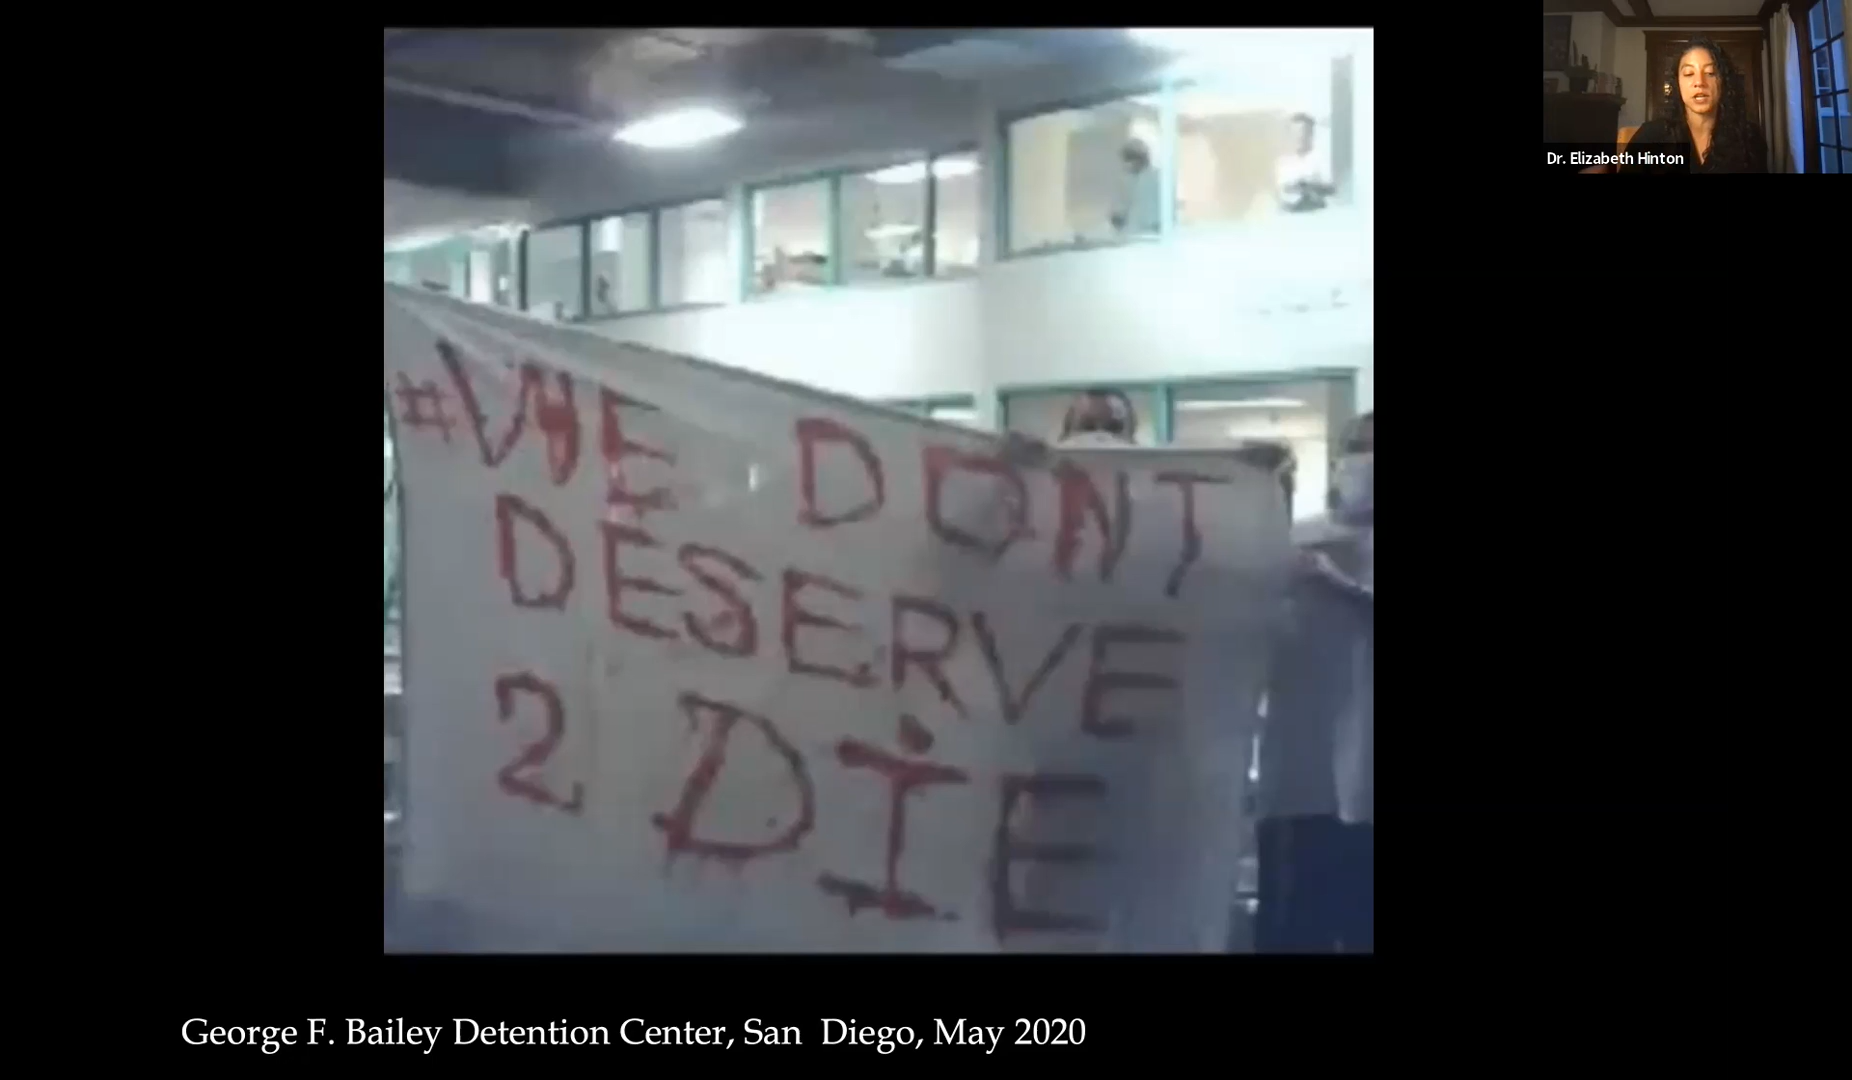 Dr. Elizabeth Hinton
#WE DONT
DESERVE
2 DIE
George F. Bailey Detention Center, San Diego, May 2020